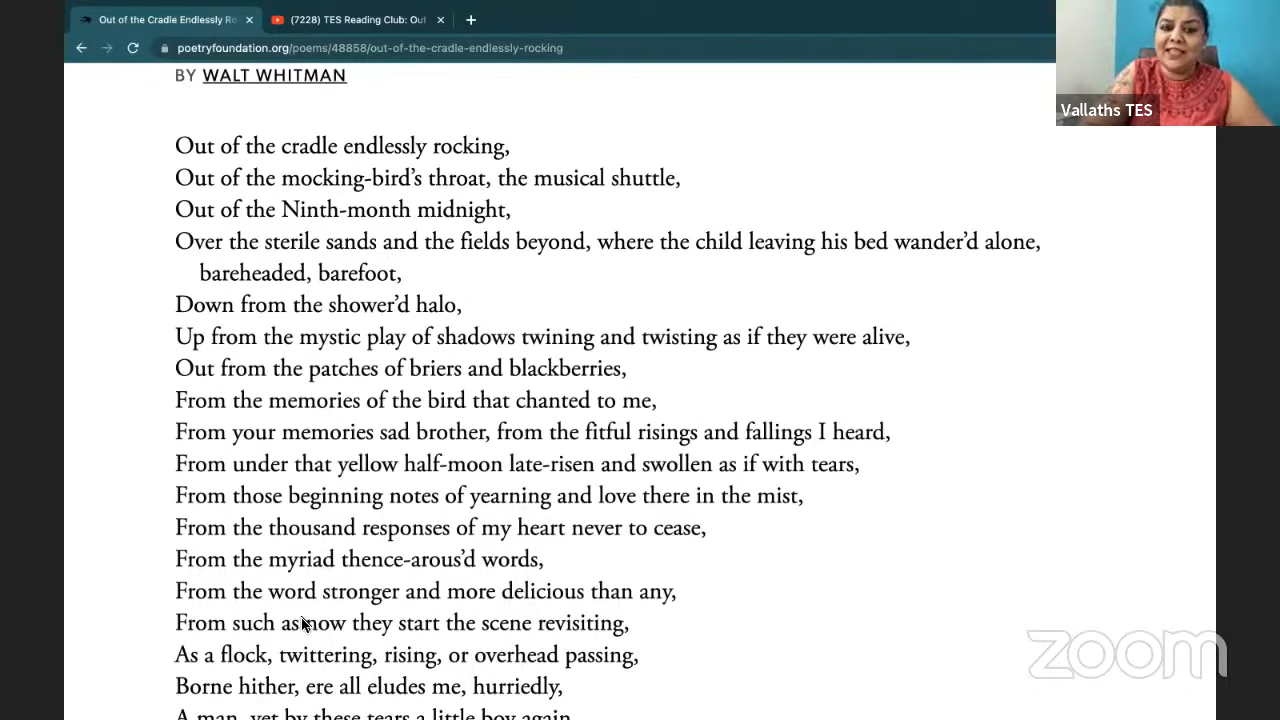 Out of the Cradle Endlessly Ro
(7228) TES Reading Club: Out
poetryfoundation.org/poems/48858/out-of-the-cradle-endlessly-rocking
Vallaths TES
BY WALT WHITMAN
Out of the cradle endlessly rocking,
Out of the mocking-bird’s throat, the musical shuttle,
Out of the Ninth-month midnight,
Over the sterile sands and the fields beyond, where the child leaving his bed wander’d alone,
bareheaded, barefoot,
Down from the shower’d halo,
Up from the mystic play of shadows twining and twisting as if they were alive,
Out from the patches of briers and blackberries,
From the memories of the bird that chanted to me,
From your memories sad brother, from the fitful risings and fallings I heard,
From under that yellow half-moon late-risen and swollen as if with tears,
From those beginning notes of yearning and love there in the mist,
From the thousand responses of my heart never to cease,
From the myriad thence-arous’d words,
From the word stronger and more delicious than any,
From such as now they start the scene revisiting,
As a flock, twittering, rising, or overhead passing,
Borne hither, ere all eludes me, hurriedly,
A man, yet by these tears a little boy again,
zoom